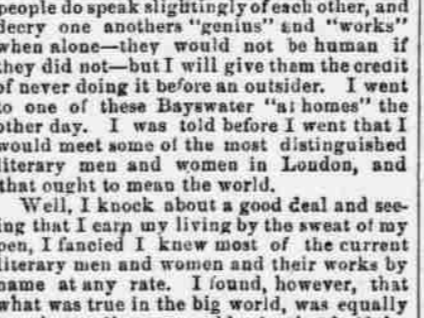 people do speak slightingly of each other, and
decry one anothers "genius" and "works"
when alone—they would not be human if
they did not—but I will give them the credit
of never doing it before an outsider. I went
to one of these Bayswater "at homes" the
other day. I was told before I went that I
would meet some of the most distinguished
literary men and women in London, and
that ought to mean the world.
Well, I knock about a good deal and see-
ing that I earn my living by the sweat of my
pen, I fancied I knew most of the current
literary men and women and their works by
name at any rate. I found, however, that
what was true in the big world, was equally